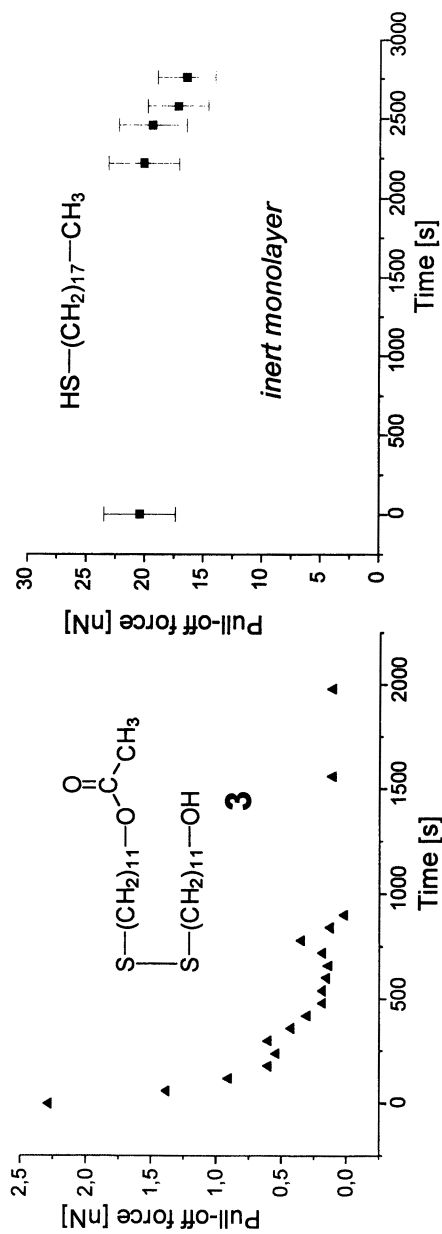 Pull-off force [nN]
2,5
2,0
1,5
1,0
0,5
0,0
0
500
1000
1500
2000
Time [s]
S—(CH₂)₁₁—O
C
O
CH₃
S—(CH₂)₁₁—OH
3
Pull-off force [nN]
30
25
20
15
10
5
0
0
500
1000
1500
2000
2500
3000
Time [s]
HS—(CH₂)₁₇—CH₃
inert monolayer